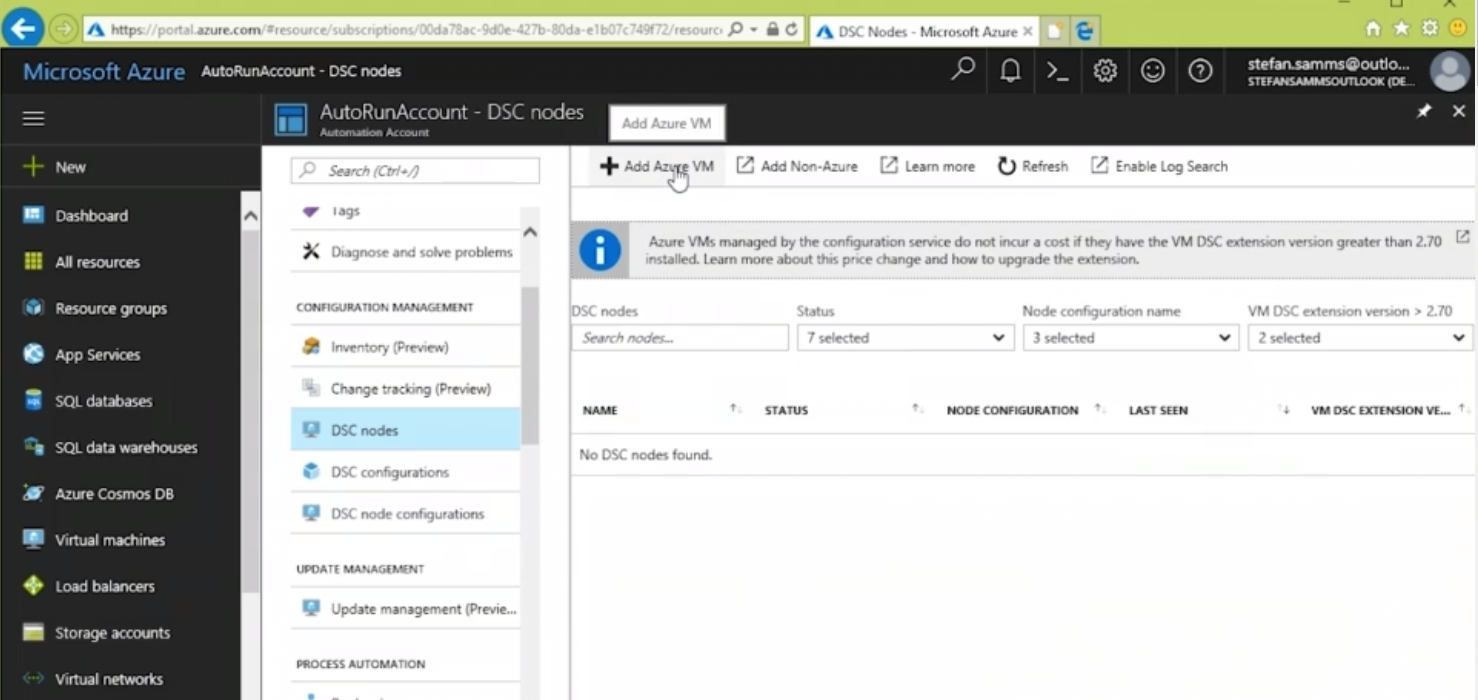 https://portal.azure.com/#resource/subscriptions/00da78ac-9d0e-427b-80da-e1b07c749f72/resourc
DSC Nodes - Microsoft Azure
Microsoft Azure AutoRunAccount - DSC nodes
stefan.samms@outlo...
STEFANSAMMSOUTLOOK (DE...
AutoRunAccount - DSC nodes
Automation Account
Add Azure VM
New
Dashboard
All resources
Resource groups
App Services
SQL databases
SQL data warehouses
Azure Cosmos DB
Virtual machines
Load balancers
Storage accounts
Virtual networks
Search (Ctrl+/)
Tags
Diagnose and solve problems
CONFIGURATION MANAGEMENT
Inventory (Preview)
Change tracking (Preview)
DSC nodes
DSC configurations
DSC node configurations
UPDATE MANAGEMENT
Update management (Previe...
PROCESS AUTOMATION
Add Azure VM Add Non-Azure Learn more Refresh Enable Log Search
Azure VMs managed by the configuration service do not incur a cost if they have the VM DSC extension version greater than 2.70
installed. Learn more about this price change and how to upgrade the extension.
DSC nodes Status Node configuration name VM DSC extension version > 2.70
Search nodes... 7 selected 3 selected 2 selected
NAME STATUS NODE CONFIGURATION LAST SEEN VM DSC EXTENSION VE...
No DSC nodes found.